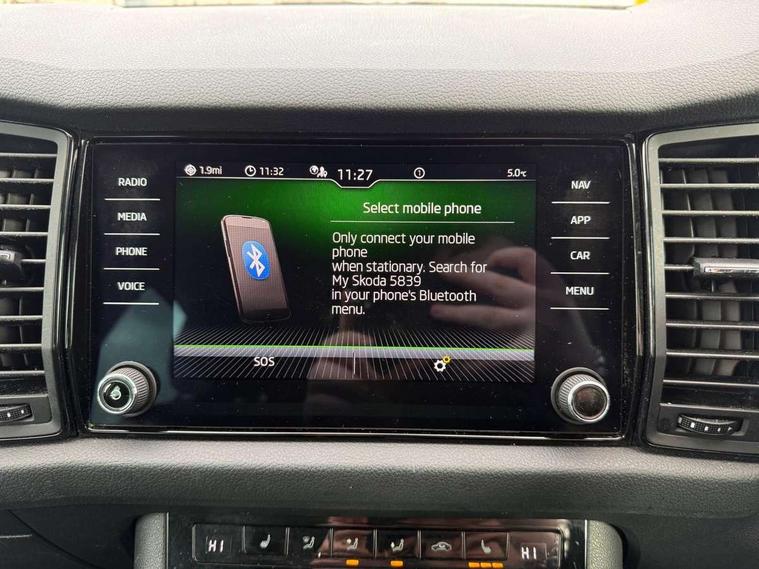 1.9mi 11:32 11:27 5.0°C
RADIO
MEDIA
PHONE
VOICE
Select mobile phone
Only connect your mobile
phone
when stationary. Search for
My Skoda 5839
in your phone's Bluetooth
menu.
SOS
NAV
APP
CAR
MENU
HI HI